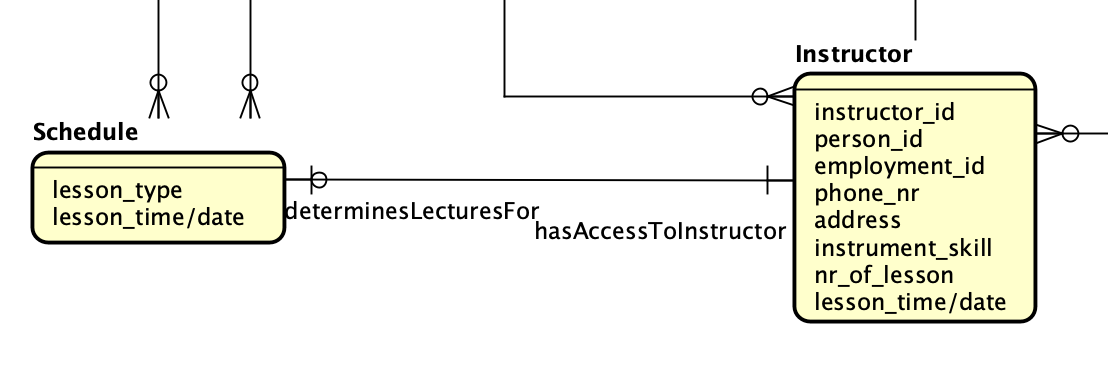 Schedule
lesson_type
lesson_time/date
determinesLecturesFor
hasAccessToInstructor
Instructor
instructor_id
person_id
employment_id
phone_nr
address
instrument_skill
nr_of_lesson
lesson_time/date